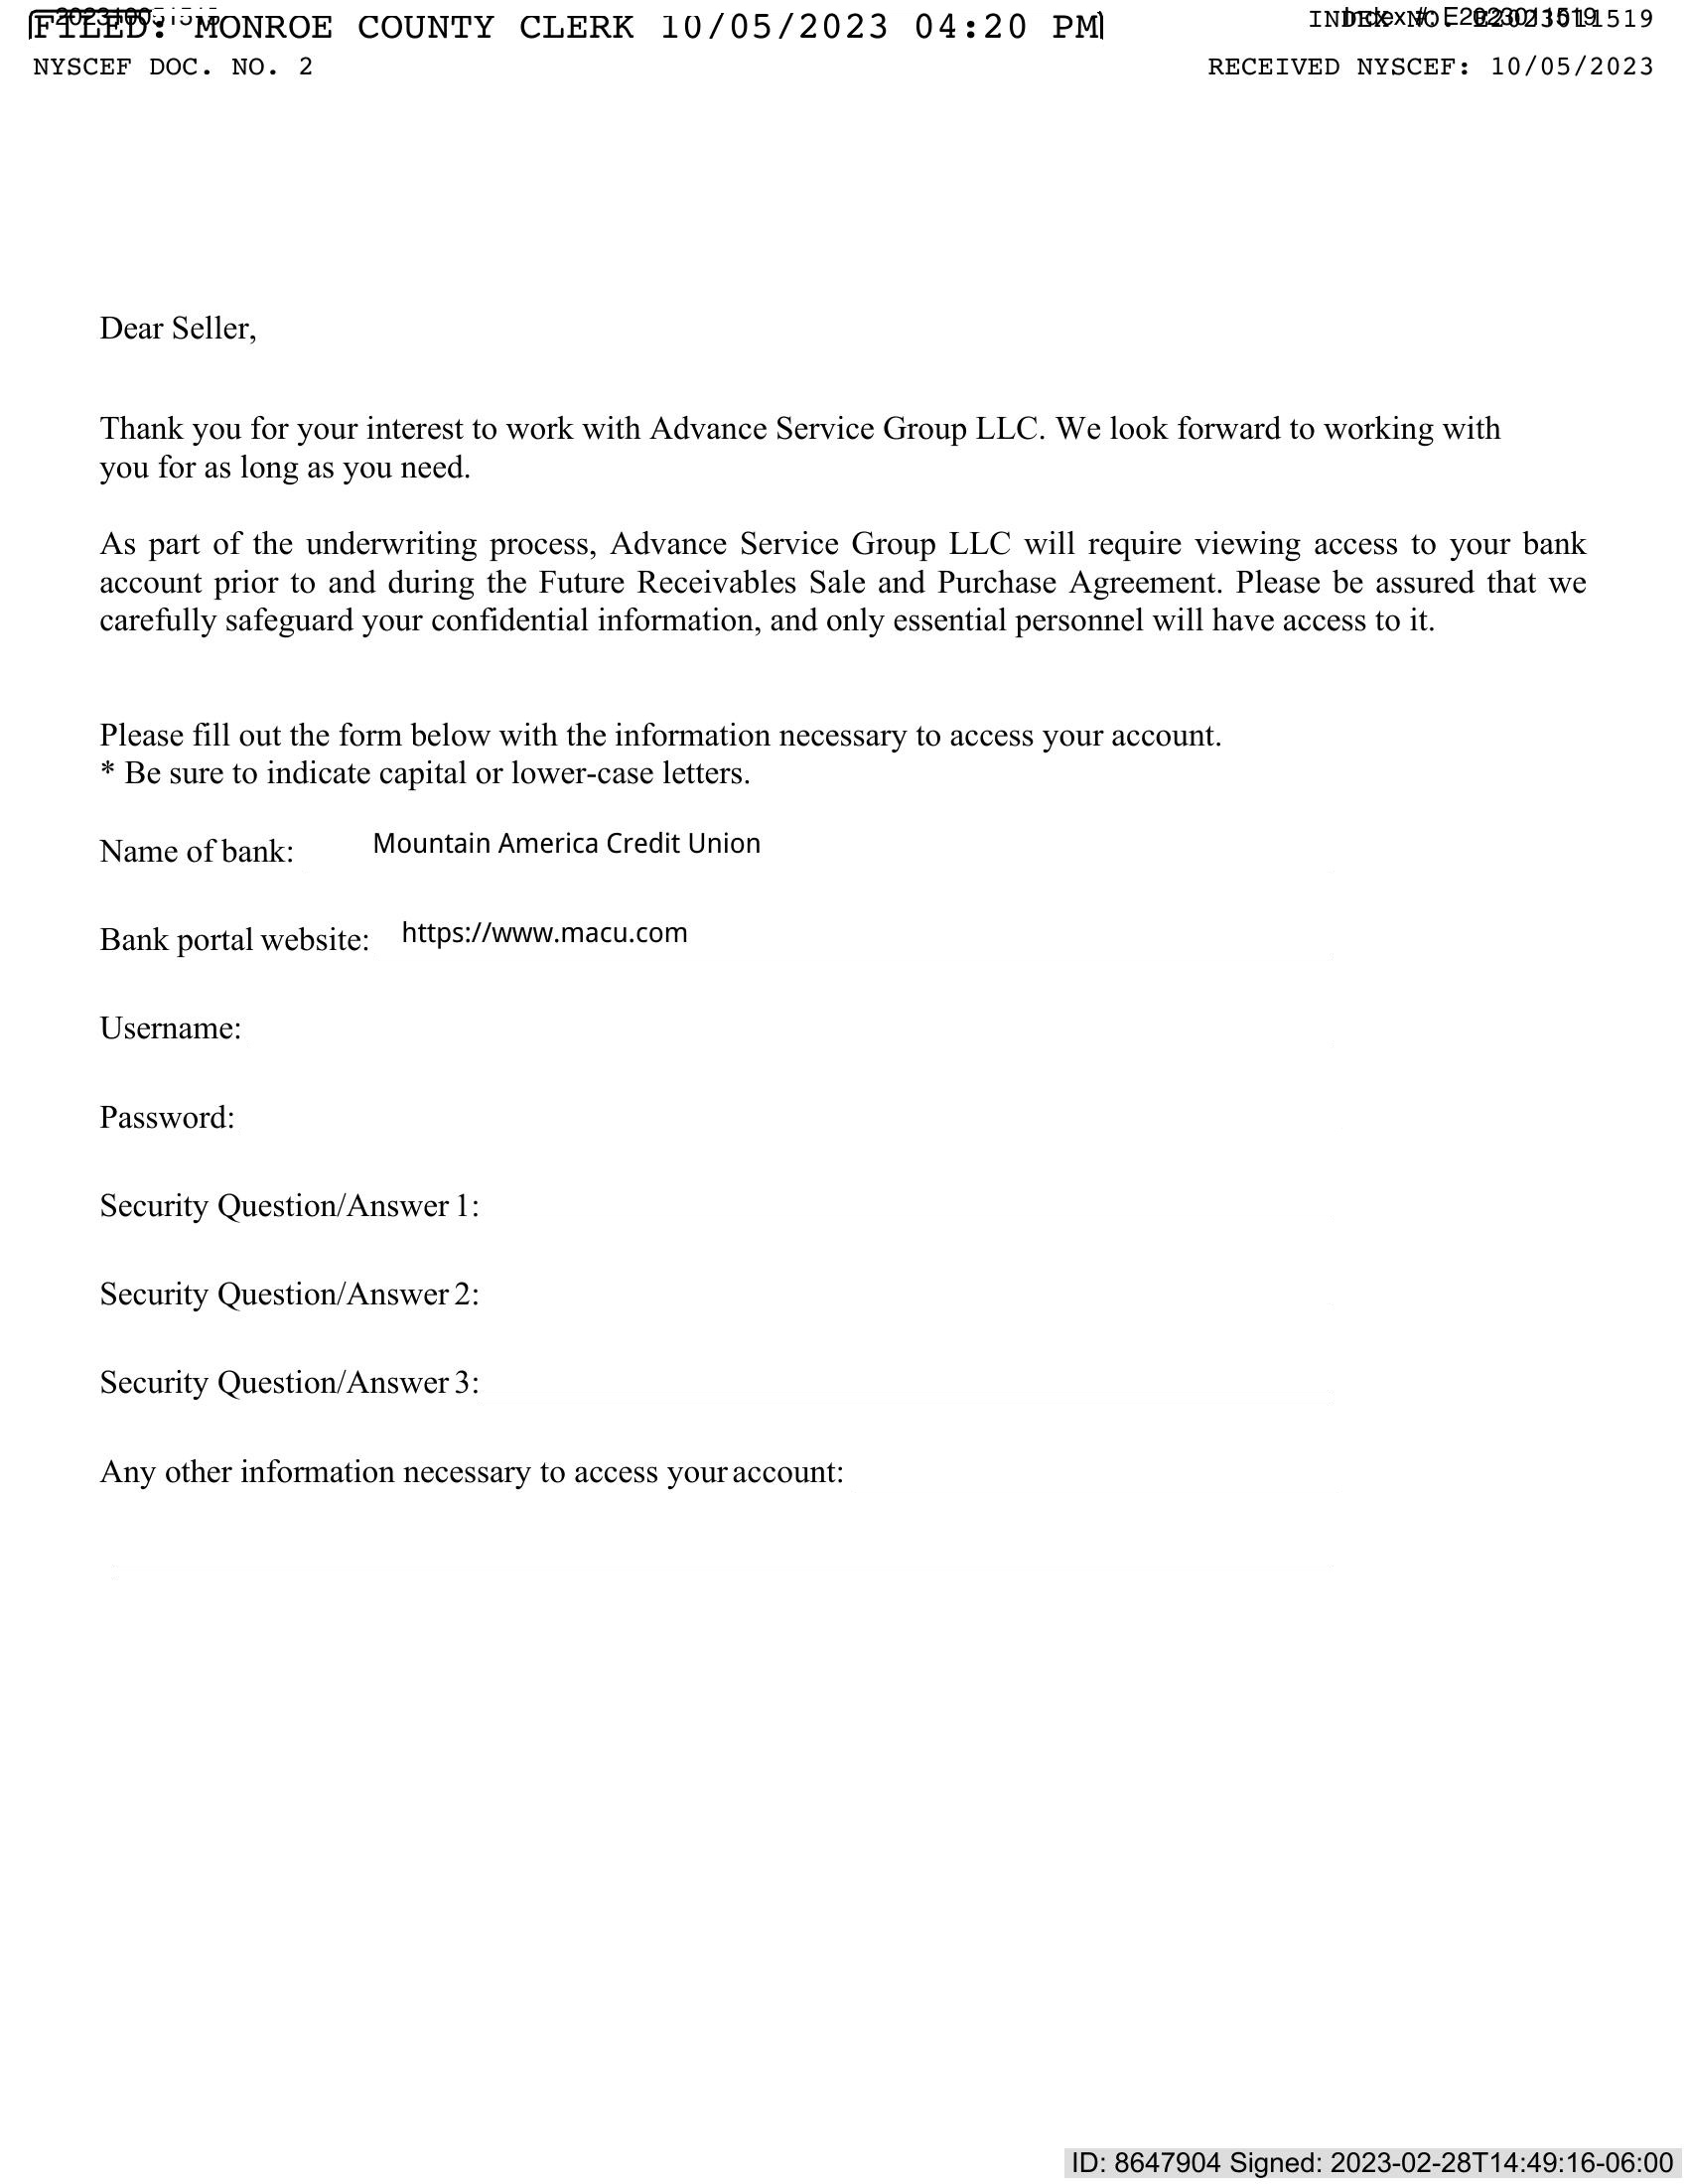 FILED: MONROE COUNTY CLERK 10/05/2023 04:20 PM
NYSCEF DOC. NO. 2
RECEIVED NYSCEF: 10/05/2023
Dear Seller,
Thank you for your interest to work with Advance Service Group LLC. We look forward to working with
you for as long as you need.
As part of the underwriting process, Advance Service Group LLC will require viewing access to your bank
account prior to and during the Future Receivables Sale and Purchase Agreement. Please be assured that we
carefully safeguard your confidential information, and only essential personnel will have access to it.
Please fill out the form below with the information necessary to access your account.
* Be sure to indicate capital or lower-case letters.
Name of bank: Mountain America Credit Union
Bank portal website: https://www.macu.com
Username:
Password:
Security Question/Answer 1:
Security Question/Answer 2:
Security Question/Answer 3:
Any other information necessary to access your account:
ID: 8647904 Signed: 2023-02-28T14:49:16-06:00